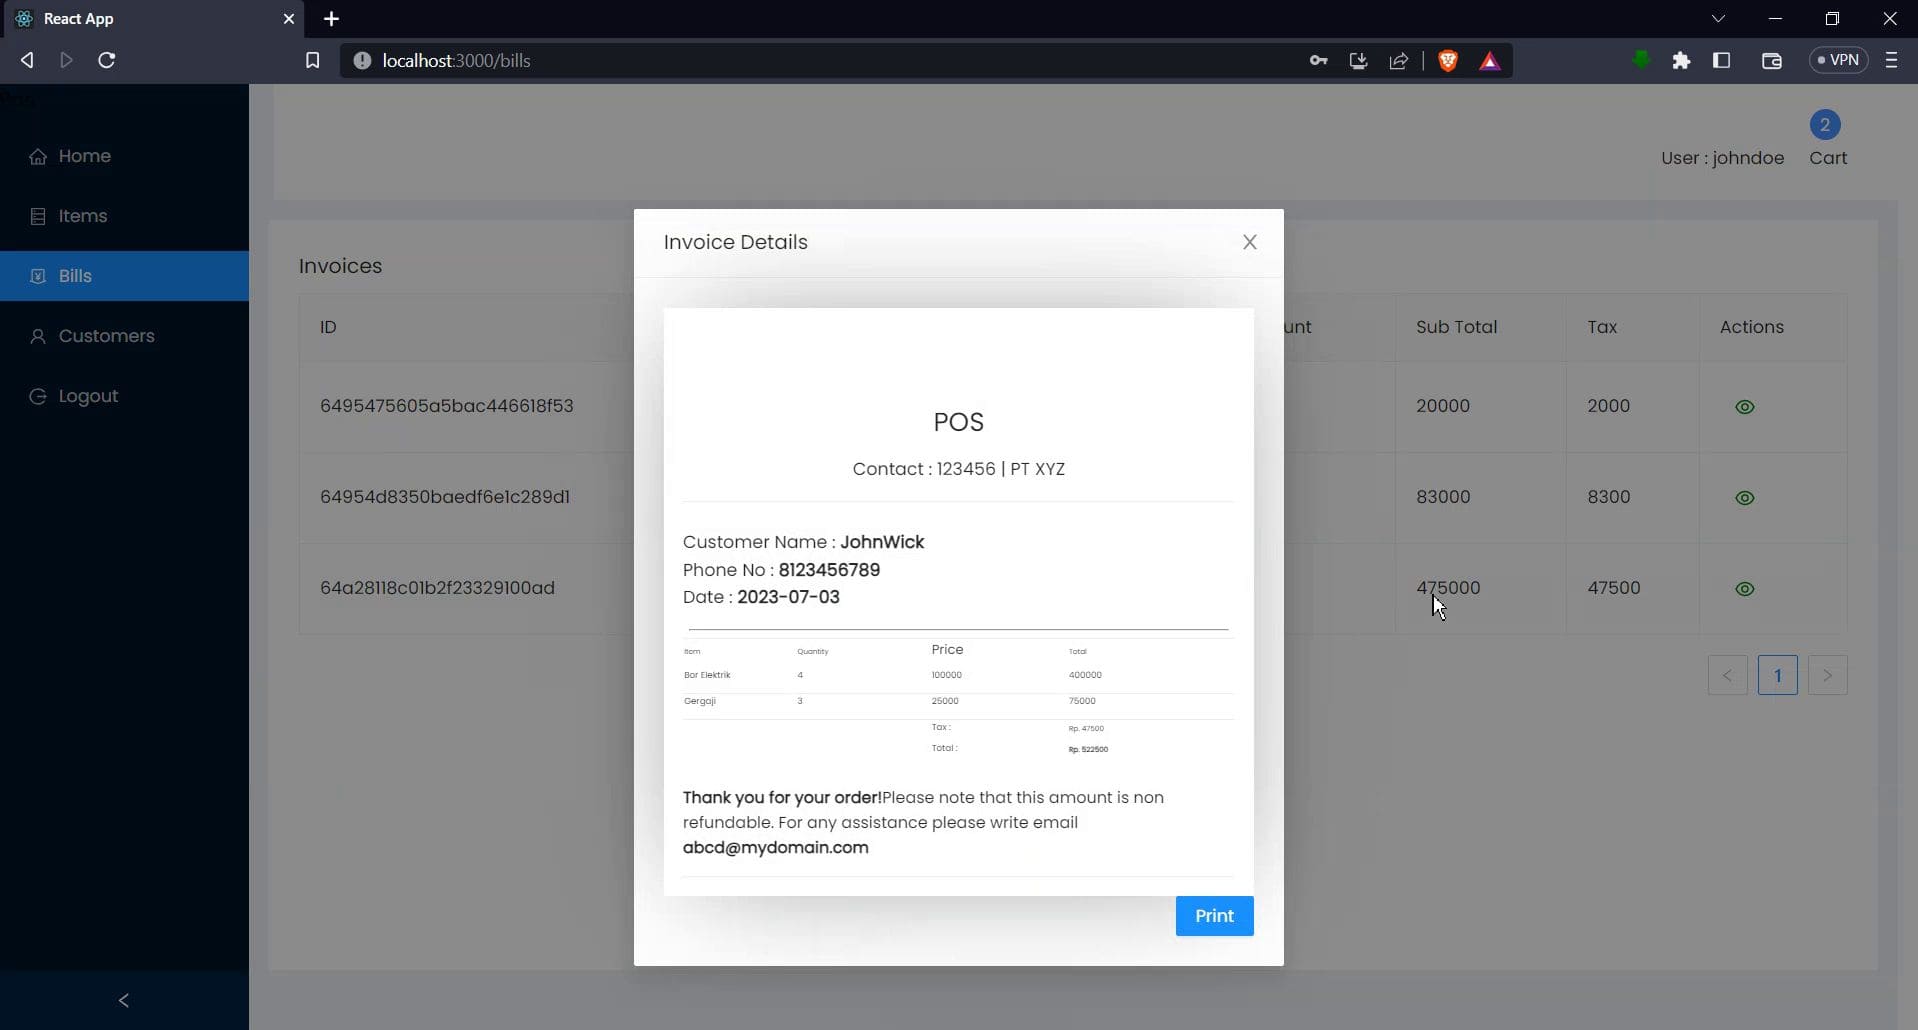 React App
localhost:3000/bills
VPN
2
User : johndoe
Cart
Home
Items
Bills
Customers
Logout
Invoices
ID
unt
Sub Total
Tax
Actions
6495475605a5bac446618f53
20000
2000
64954d8350baedf6e1c289d1
83000
8300
64a28118c01b2f23329100ad
475000
47500
<
1
>
Invoice Details
POS
Contact : 123456 | PT XYZ
Customer Name : JohnWick
Phone No : 8123456789
Date : 2023-07-03
Item Quantity Price Total
Bor Elektrik 4 100000 400000
Gergaji 3 25000 75000
Tax : Rp. 47500
Total : Rp. 522500
Thank you for your order!Please note that this amount is non
refundable. For any assistance please write email
abcd@mydomain.com
Print